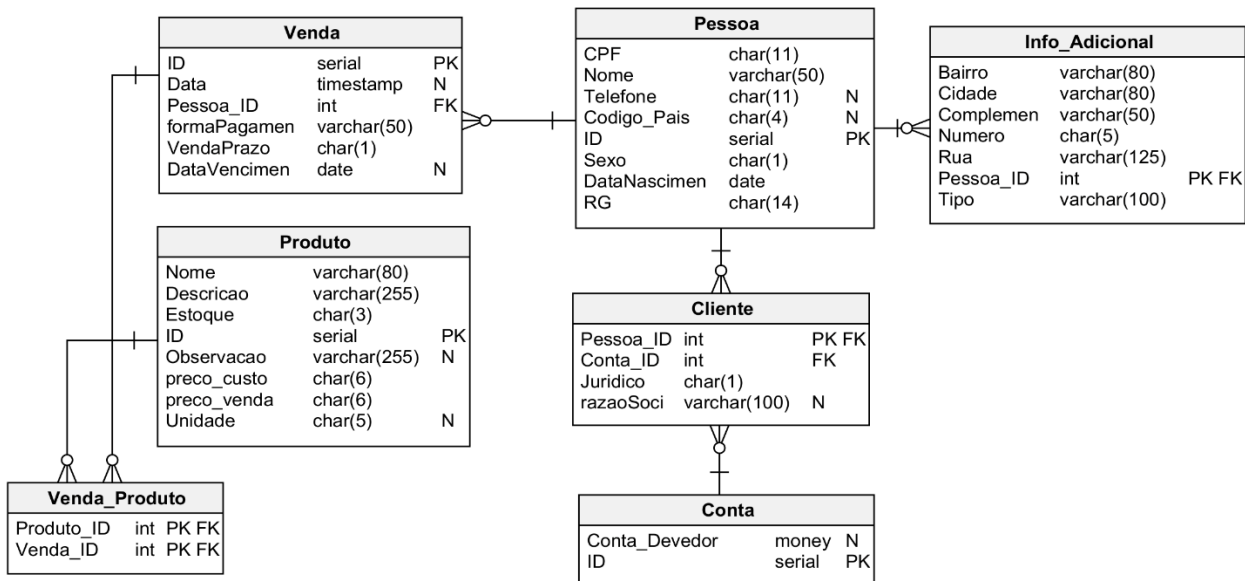 Venda
ID serial PK
Data timestamp N
Pessoa_ID int FK
formaPagamen varchar(50)
VendaPrazo char(1)
DataVencimen date N
Pessoa
CPF char(11)
Nome varchar(50)
Telefone char(11) N
Codigo_Pais char(4) N
ID serial PK
Sexo char(1)
DataNascimen date
RG char(14)
Info_Adicional
Bairro varchar(80)
Cidade varchar(80)
Complemen varchar(50)
Numero char(5)
Rua varchar(125)
Pessoa_ID int PK FK
Tipo varchar(100)
Produto
Nome varchar(80)
Descricao varchar(255)
Estoque char(3)
ID serial PK
Observacao varchar(255) N
preco_custo char(6)
preco_venda char(6)
Unidade char(5) N
Cliente
Pessoa_ID int PK FK
Conta_ID int FK
Juridico char(1)
razaoSoci varchar(100) N
Venda_Produto
Produto_ID int PK FK
Venda_ID int PK FK
Conta
Conta_Devedor money N
ID serial PK